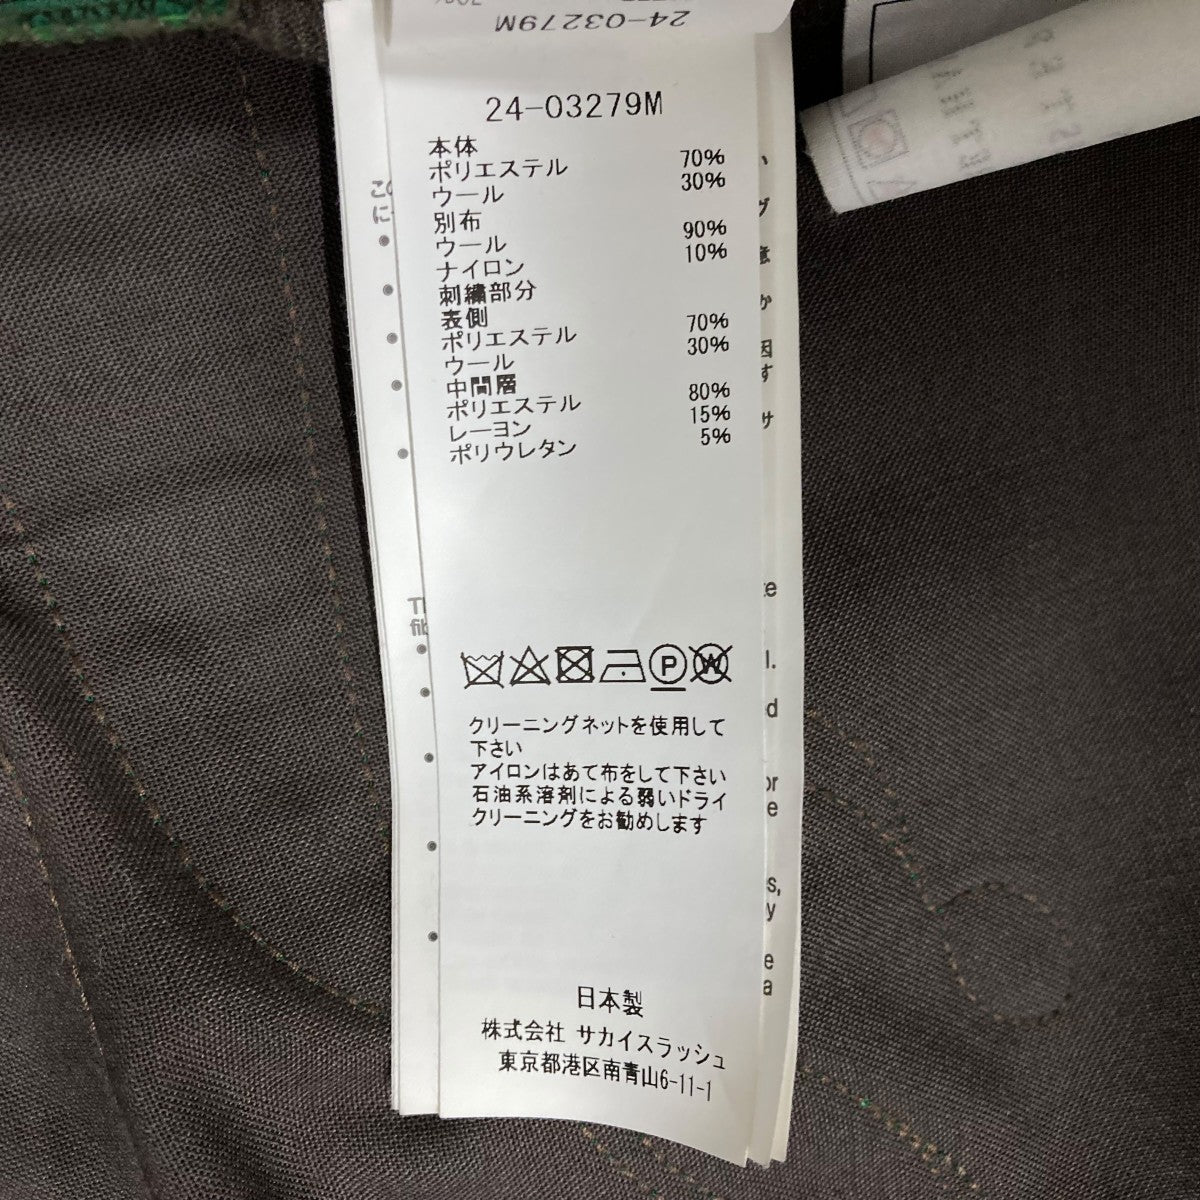 24-03279M
24-03279M
本体
ポリエステル 70%
ウール 30%
別布
ウール 90%
ナイロン 10%
刺繍部分
表側
ポリエステル 70%
ウール 30%
中間層
ポリエステル 80%
レーヨン 15%
ポリウレタン 5%
P W
クリーニングネットを使用して
下さい
アイロンはあて布をして下さい
石油系溶剤による弱いドライ
クリーニングをお勧めします
日本製
株式会社 サカイスラッシュ
東京都港区南青山6-11-1